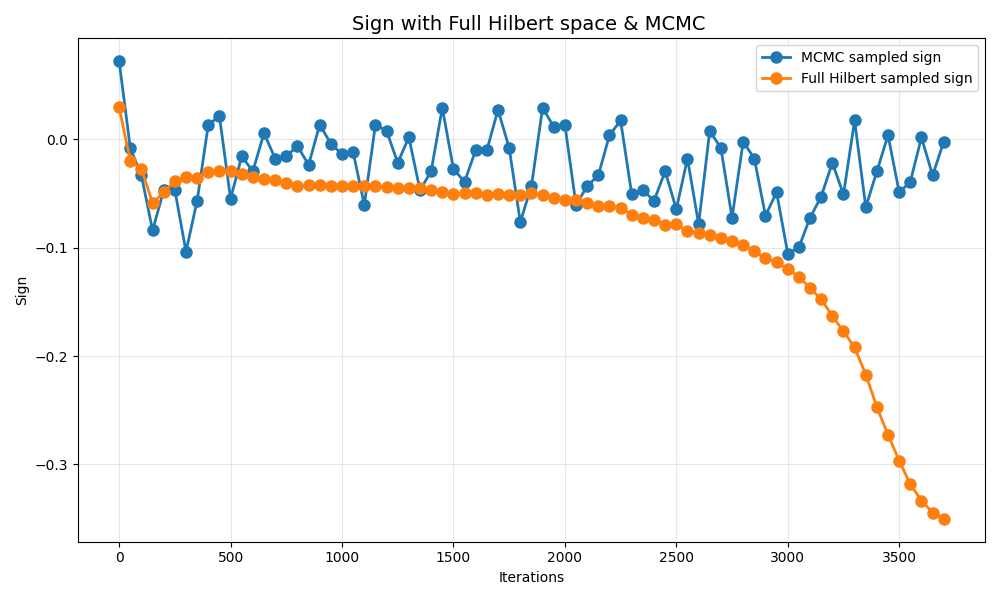 Sign with Full Hilbert space & MCMC
MCMC sampled sign
Full Hilbert sampled sign
Sign
0.0
−0.1
−0.2
−0.3
0 500 1000 1500 2000 2500 3000 3500
Iterations